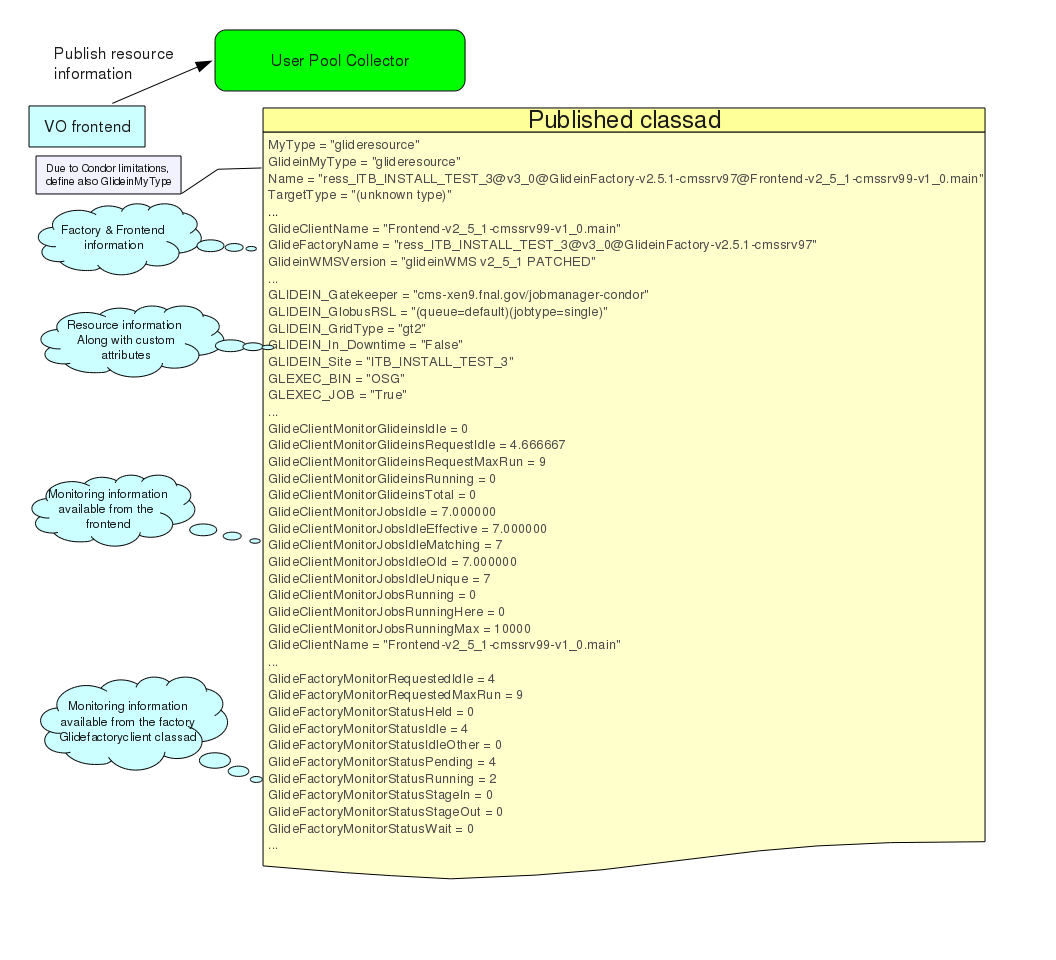 Publish resource
information
User Pool Collector
VO frontend
Published classad
Due to Condor limitations,
define also GlideinMyType
MyType = "glideresource"
GlideinMyType = "glideresource"
Name = "ress_ITB_INSTALL_TEST_3@v3_0@GlideinFactory-v2.5.1-cmssrv97@Frontend-v2_5_1-cmssrv99-v1_0.main"
TargetType = "(unknown type)"
...
Factory & Frontend
information
GlideClientName = "Frontend-v2_5_1-cmssrv99-v1_0.main"
GlideFactoryName = "ress_ITB_INSTALL_TEST_3@v3_0@GlideinFactory-v2.5.1-cmssrv97"
GlideinWMSVersion = "glideinWMS v2_5_1 PATCHED"
...
Resource information
Along with custom
attributes
GLIDEIN_Gatekeeper = "cms-xen9.fnal.gov/jobmanager-condor"
GLIDEIN_GlobusRSL = "(queue=default)(jobtype=single)"
GLIDEIN_GridType = "gt2"
GLIDEIN_In_Downtime = "False"
GLIDEIN_Site = "ITB_INSTALL_TEST_3"
GLEXEC_BIN = "OSG"
GLEXEC_JOB = "True"
...
Monitoring information
available from the
frontend
GlideClientMonitorGlideinsIdle = 0
GlideClientMonitorGlideinsRequestIdle = 4.666667
GlideClientMonitorGlideinsRequestMaxRun = 9
GlideClientMonitorGlideinsRunning = 0
GlideClientMonitorGlideinsTotal = 0
GlideClientMonitorJobsIdle = 7.000000
GlideClientMonitorJobsIdleEffective = 7.000000
GlideClientMonitorJobsIdleMatching = 7
GlideClientMonitorJobsIdleOld = 7.000000
GlideClientMonitorJobsIdleUnique = 7
GlideClientMonitorJobsRunning = 0
GlideClientMonitorJobsRunningHere = 0
GlideClientMonitorJobsRunningMax = 10000
GlideClientName = "Frontend-v2_5_1-cmssrv99-v1_0.main"
...
Monitoring information
available from the factory
Glidefactoryclient classad
GlideFactoryMonitorRequestedIdle = 4
GlideFactoryMonitorRequestedMaxRun = 9
GlideFactoryMonitorStatusHeld = 0
GlideFactoryMonitorStatusIdle = 4
GlideFactoryMonitorStatusIdleOther = 0
GlideFactoryMonitorStatusPending = 4
GlideFactoryMonitorStatusRunning = 2
GlideFactoryMonitorStatusStageIn = 0
GlideFactoryMonitorStatusStageOut = 0
GlideFactoryMonitorStatusWait = 0
...